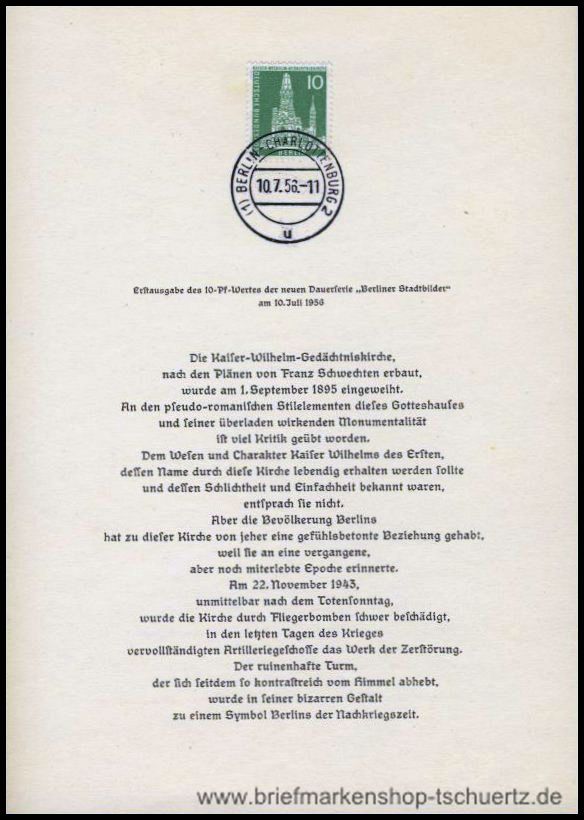 10
DEUTSCHE BUNDESPOST
BERLIN
(1) BERLIN-CHARLOTTENBURG 2
10.7.56.-11
u
Erſtausgabe des 10-Pf-Wertes der neuen Dauerſerie „Berliner Stadtbilder“
am 10. Juli 1956
Die Kaiſer-Wilhelm-Gedächtniskirche,
nach den Plänen von Franz Schwechten erbaut,
wurde am 1. September 1895 eingeweiht.
An den pſeudo-romaniſchen Stilelementen dieſes Gotteshauſes
und ſeiner überladen wirkenden Monumentalität
iſt viel Kritik geübt worden.
Dem Weſen und Charakter Kaiſer Wilhelms des Erſten,
deſſen Name durch dieſe Kirche lebendig erhalten werden ſollte
und deſſen Schlichtheit und Einfachheit bekannt waren,
entſprach ſie nicht.
Aber die Bevölkerung Berlins
hat zu dieſer Kirche von jeher eine gefühlsbetonte Beziehung gehabt,
weil ſie an eine vergangene,
aber noch miterlebte Epoche erinnerte.
Am 22. November 1943,
unmittelbar nach dem Totenſonntag,
wurde die Kirche durch Fliegerbomben ſchwer beſchädigt,
in den letzten Tagen des Krieges
vervollſtändigten Artilleriegeſchoſſe das Werk der Zerſtörung.
Der ruinenhafte Turm,
der ſich ſeitdem ſo kontraſtreich vom Himmel abhebt,
wurde in ſeiner bizarren Geſtalt
zu einem Symbol Berlins der Nachkriegszeit.
www.briefmarkenshop-tschuertz.de